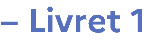 – Livret 1